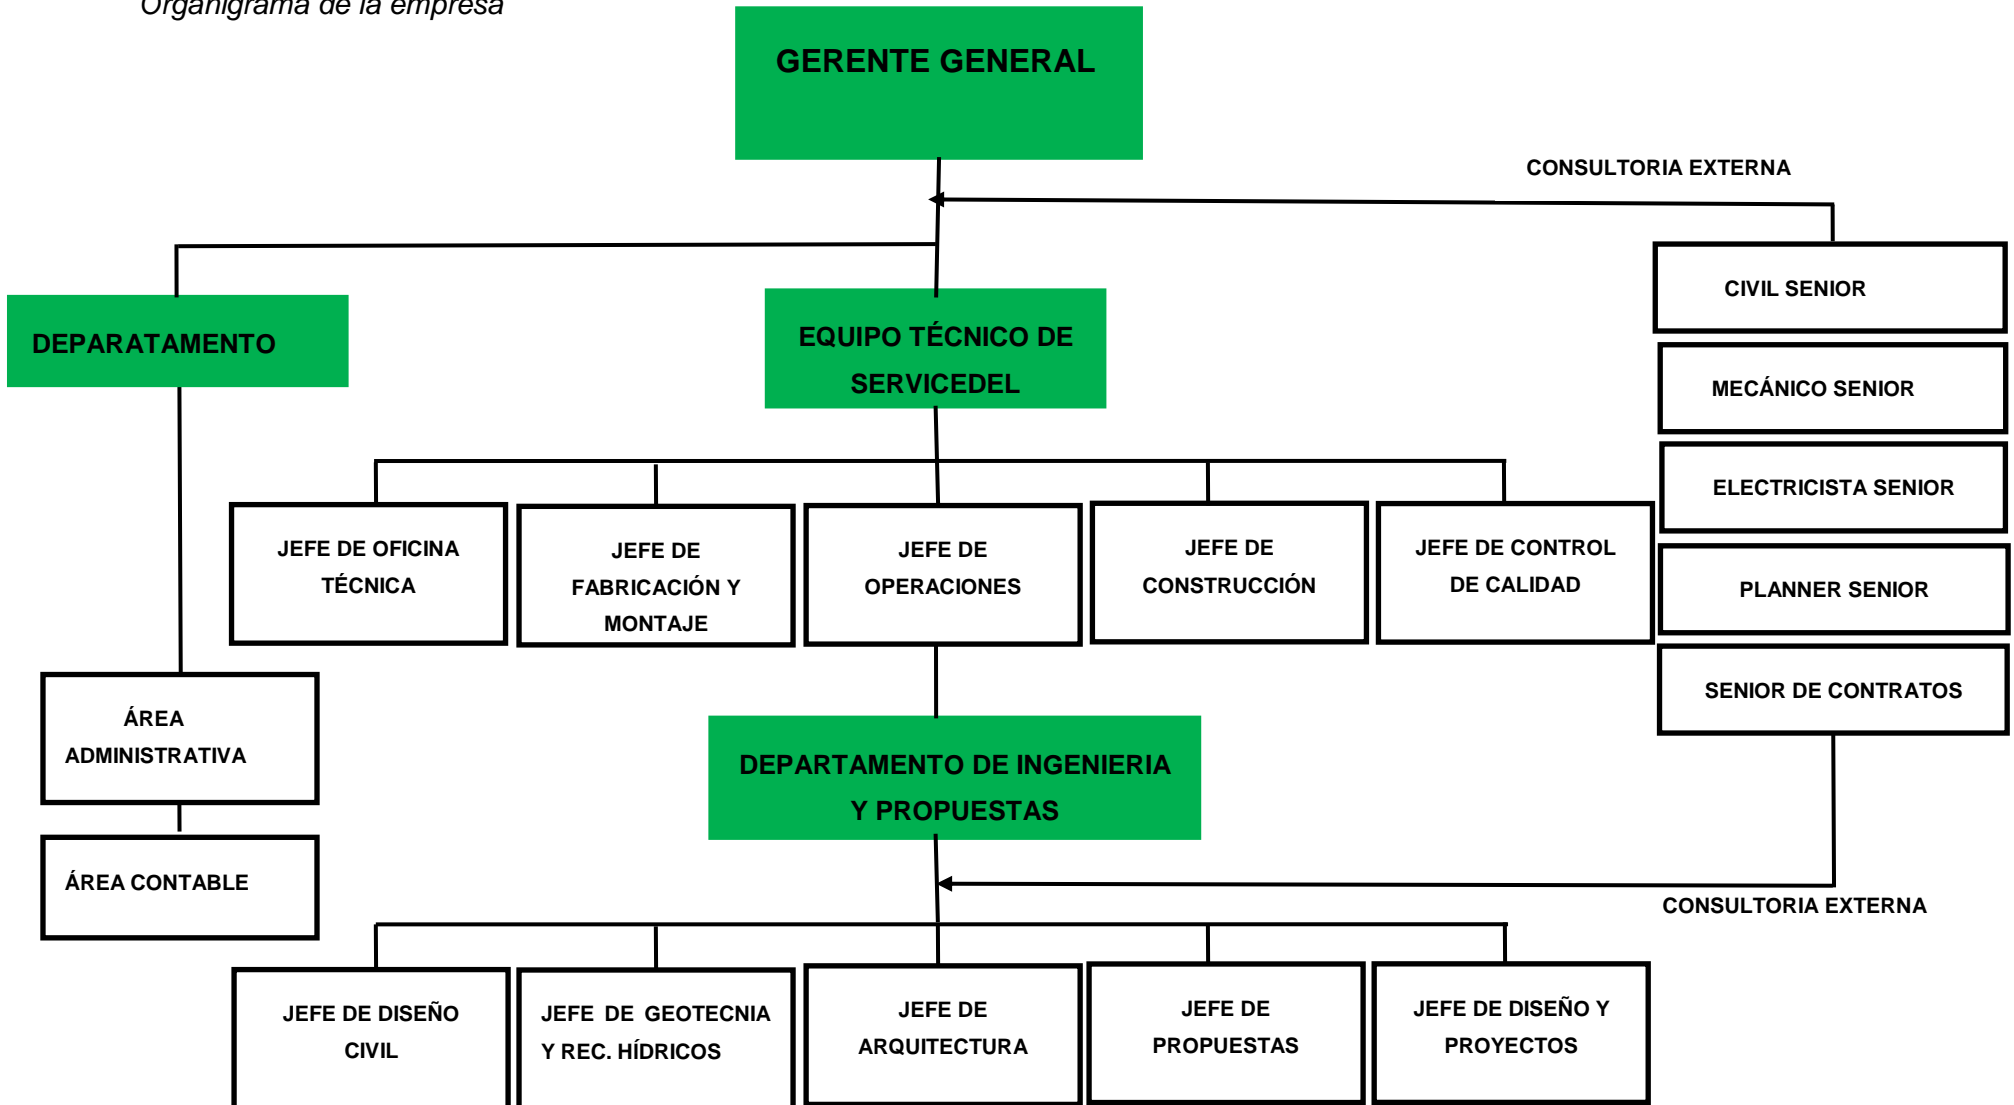 Organigrama de la empresa
GERENTE GENERAL
CONSULTORIA EXTERNA
DEPARATAMENTO
EQUIPO TÉCNICO DE
SERVICEDEL
CIVIL SENIOR
MECÁNICO SENIOR
ELECTRICISTA SENIOR
PLANNER SENIOR
SENIOR DE CONTRATOS
JEFE DE OFICINA
TÉCNICA
JEFE DE
FABRICACIÓN Y
MONTAJE
JEFE DE
OPERACIONES
JEFE DE
CONSTRUCCIÓN
JEFE DE CONTROL
DE CALIDAD
ÁREA
ADMINISTRATIVA
ÁREA CONTABLE
DEPARTAMENTO DE INGENIERIA
Y PROPUESTAS
CONSULTORIA EXTERNA
JEFE DE DISEÑO
CIVIL
JEFE DE GEOTECNIA
Y REC. HÍDRICOS
JEFE DE
ARQUITECTURA
JEFE DE
PROPUESTAS
JEFE DE DISEÑO Y
PROYECTOS